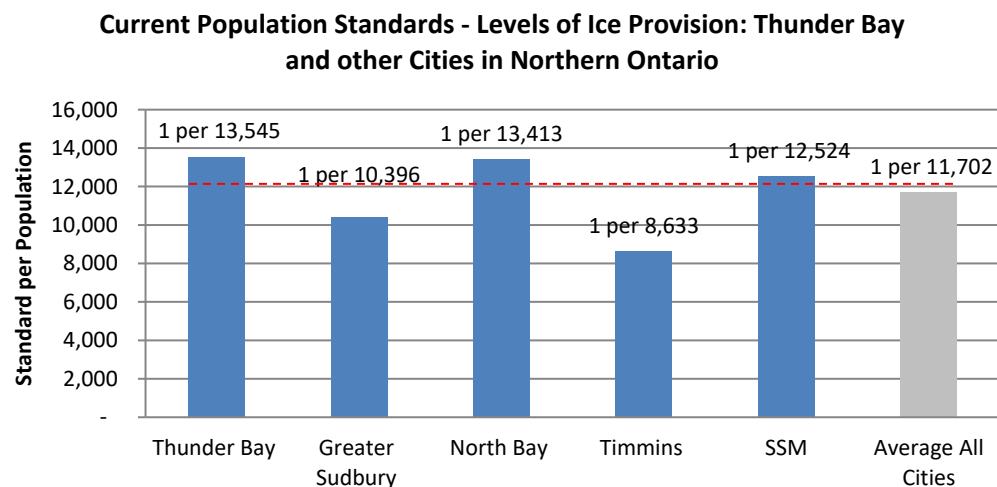 Current Population Standards - Levels of Ice Provision: Thunder Bay
and other Cities in Northern Ontario
Standard per Population
16,000
14,000
12,000
10,000
8,000
6,000
4,000
2,000
-
1 per 13,545
1 per 10,396
1 per 13,413
1 per 8,633
1 per 12,524
1 per 11,702
Thunder Bay
Greater
Sudbury
North Bay
Timmins
SSM
Average All
Cities